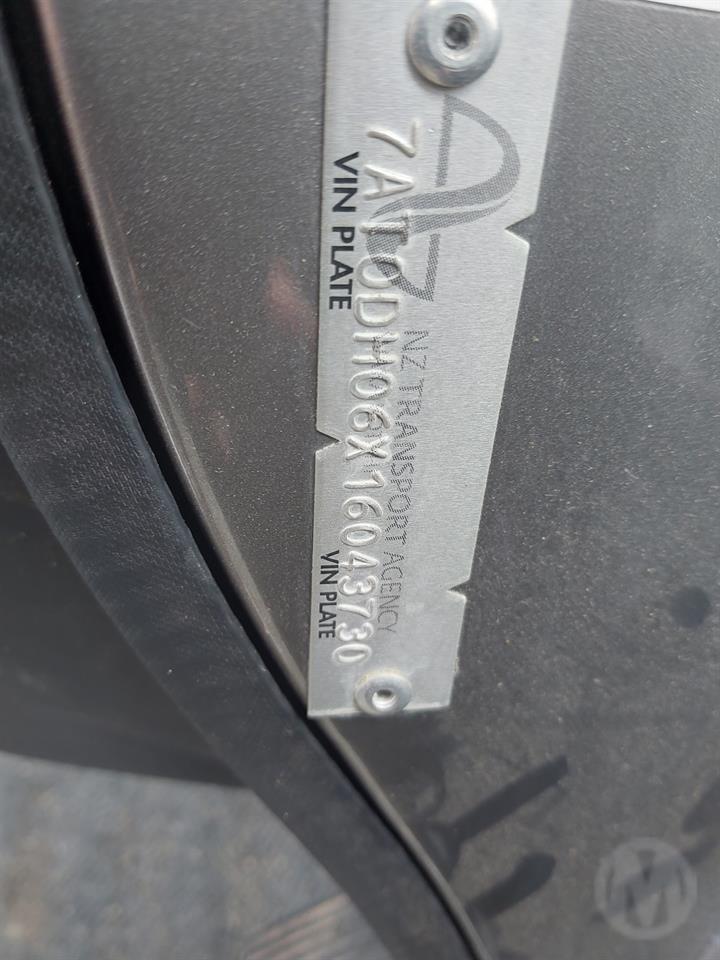 7AT0DH06X16043730
VIN PLATE
NZ TRANSPORT AGENCY
VIN PLATE
M